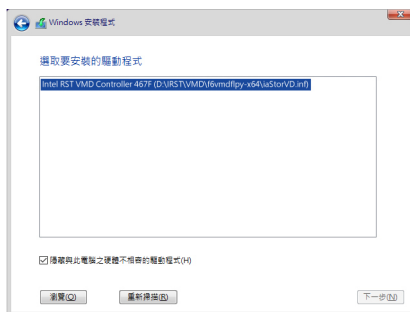 Windows 安裝程式
選取要安裝的驅動程式
Intel RST VMD Controller 467F (D:\IRST\VMD\f6vmdflpy-x64\iaStorVD.inf)
隱藏與此電腦之硬體不相容的驅動程式(H)
瀏覽(O) 重新掃描(R) 下一步(N)